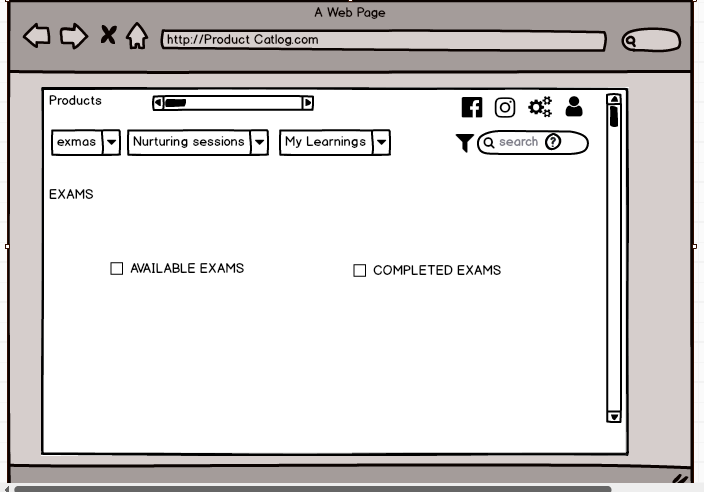 A Web Page
http://Product Catlog.com
Products
exmas
Nurturing sessions
My Learnings
search
EXAMS
AVAILABLE EXAMS
COMPLETED EXAMS